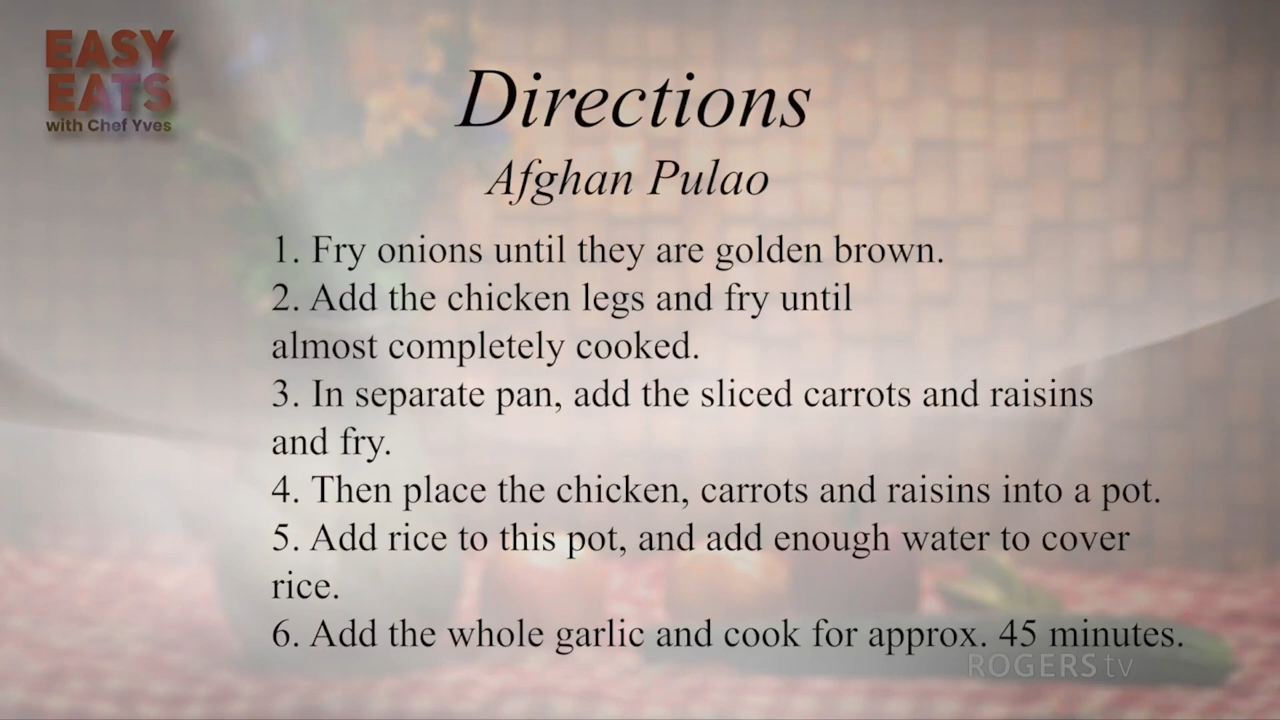 EASY
EATS
with Chef Yves
Directions
Afghan Pulao
1. Fry onions until they are golden brown.
2. Add the chicken legs and fry until
almost completely cooked.
3. In separate pan, add the sliced carrots and raisins
and fry.
4. Then place the chicken, carrots and raisins into a pot.
5. Add rice to this pot, and add enough water to cover
rice.
6. Add the whole garlic and cook for approx. 45 minutes.
ROGERS tv